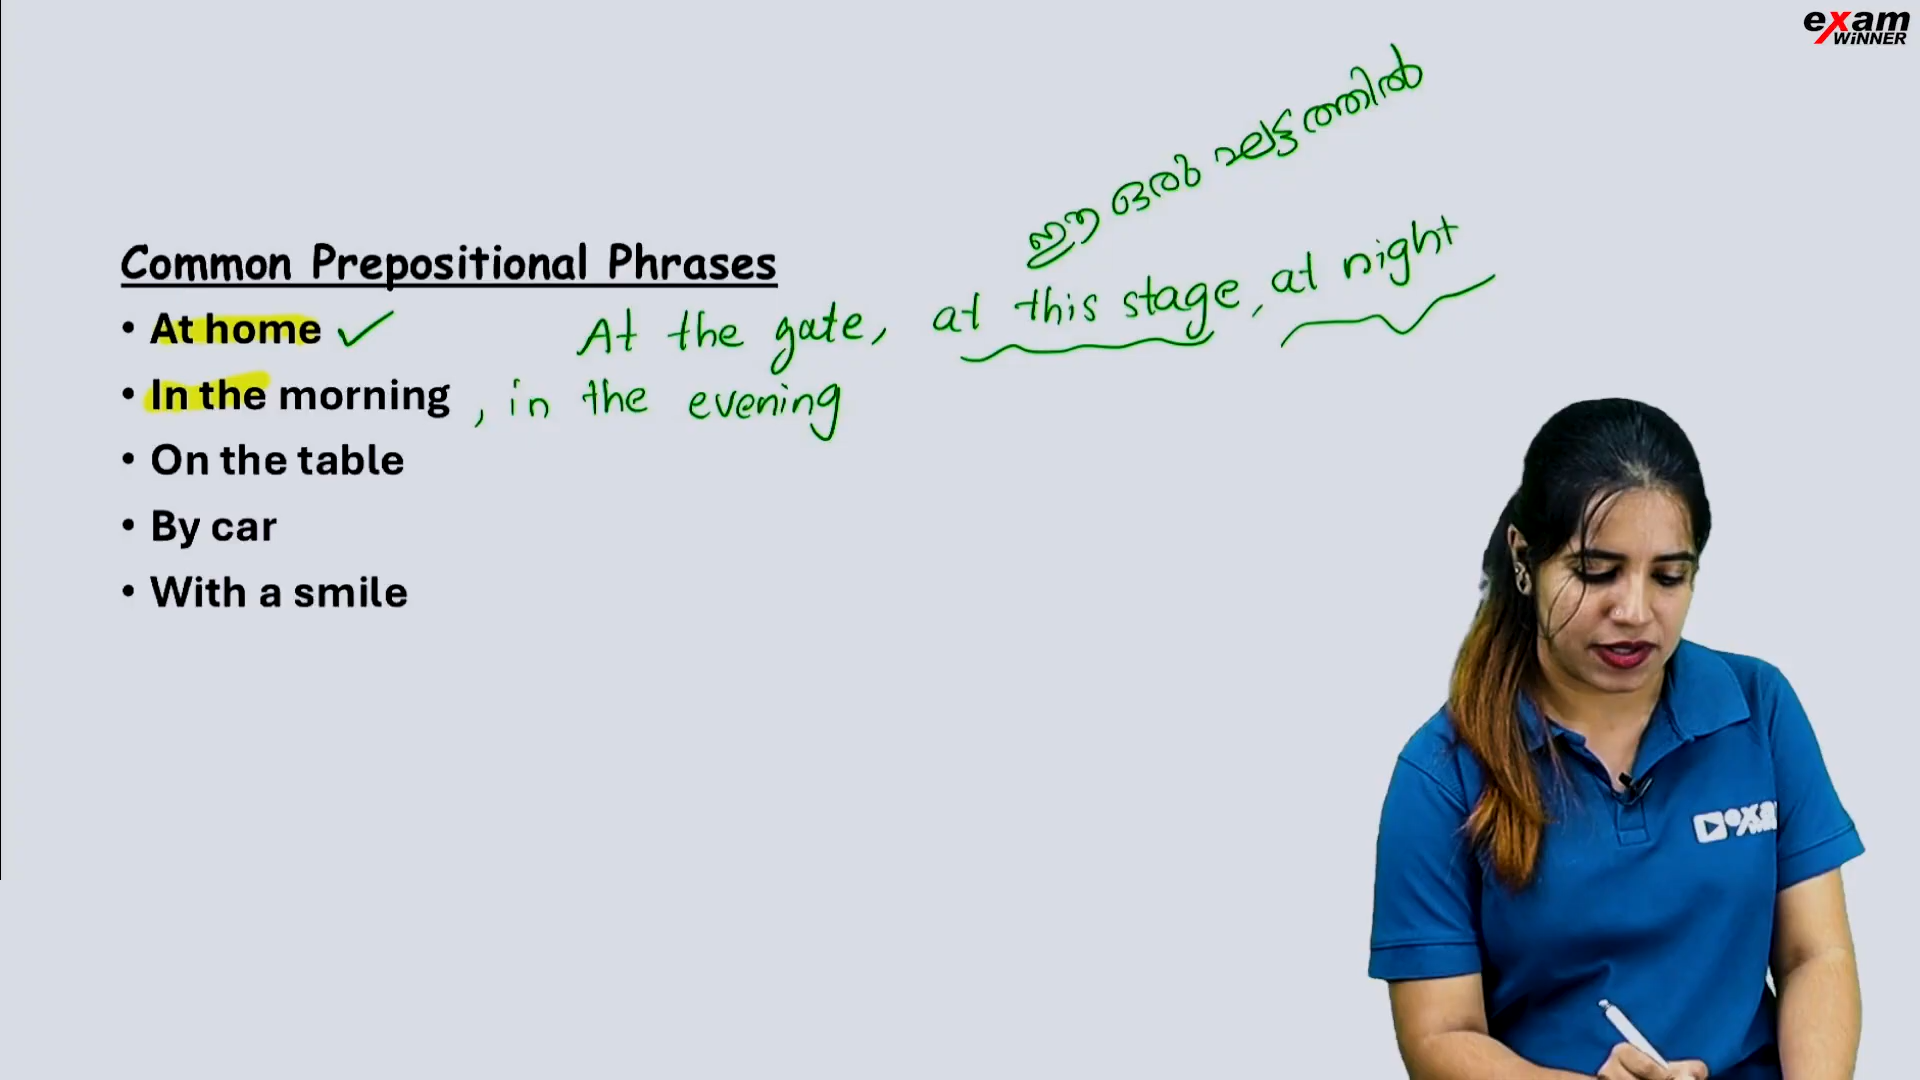 exam
WiNNER
ഈ ഒരു ഘട്ടത്തിൽ
Common Prepositional Phrases
• At home ✓ At the gate, at this stage, at night
• In the morning , in the evening
• On the table
• By car
• With a smile